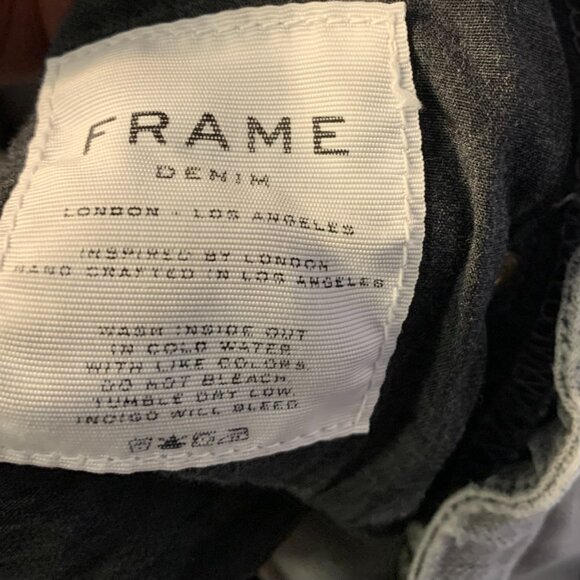 FRAME
DENIM
LONDON - LOS ANGELES
INSPIRED BY LONDON
HAND CRAFTED IN LOS ANGELES
WASH INSIDE OUT
IN COLD WATER
WITH LIKE COLORS.
DO NOT BLEACH.
TUMBLE DRY LOW.
INDIGO WILL BLEED